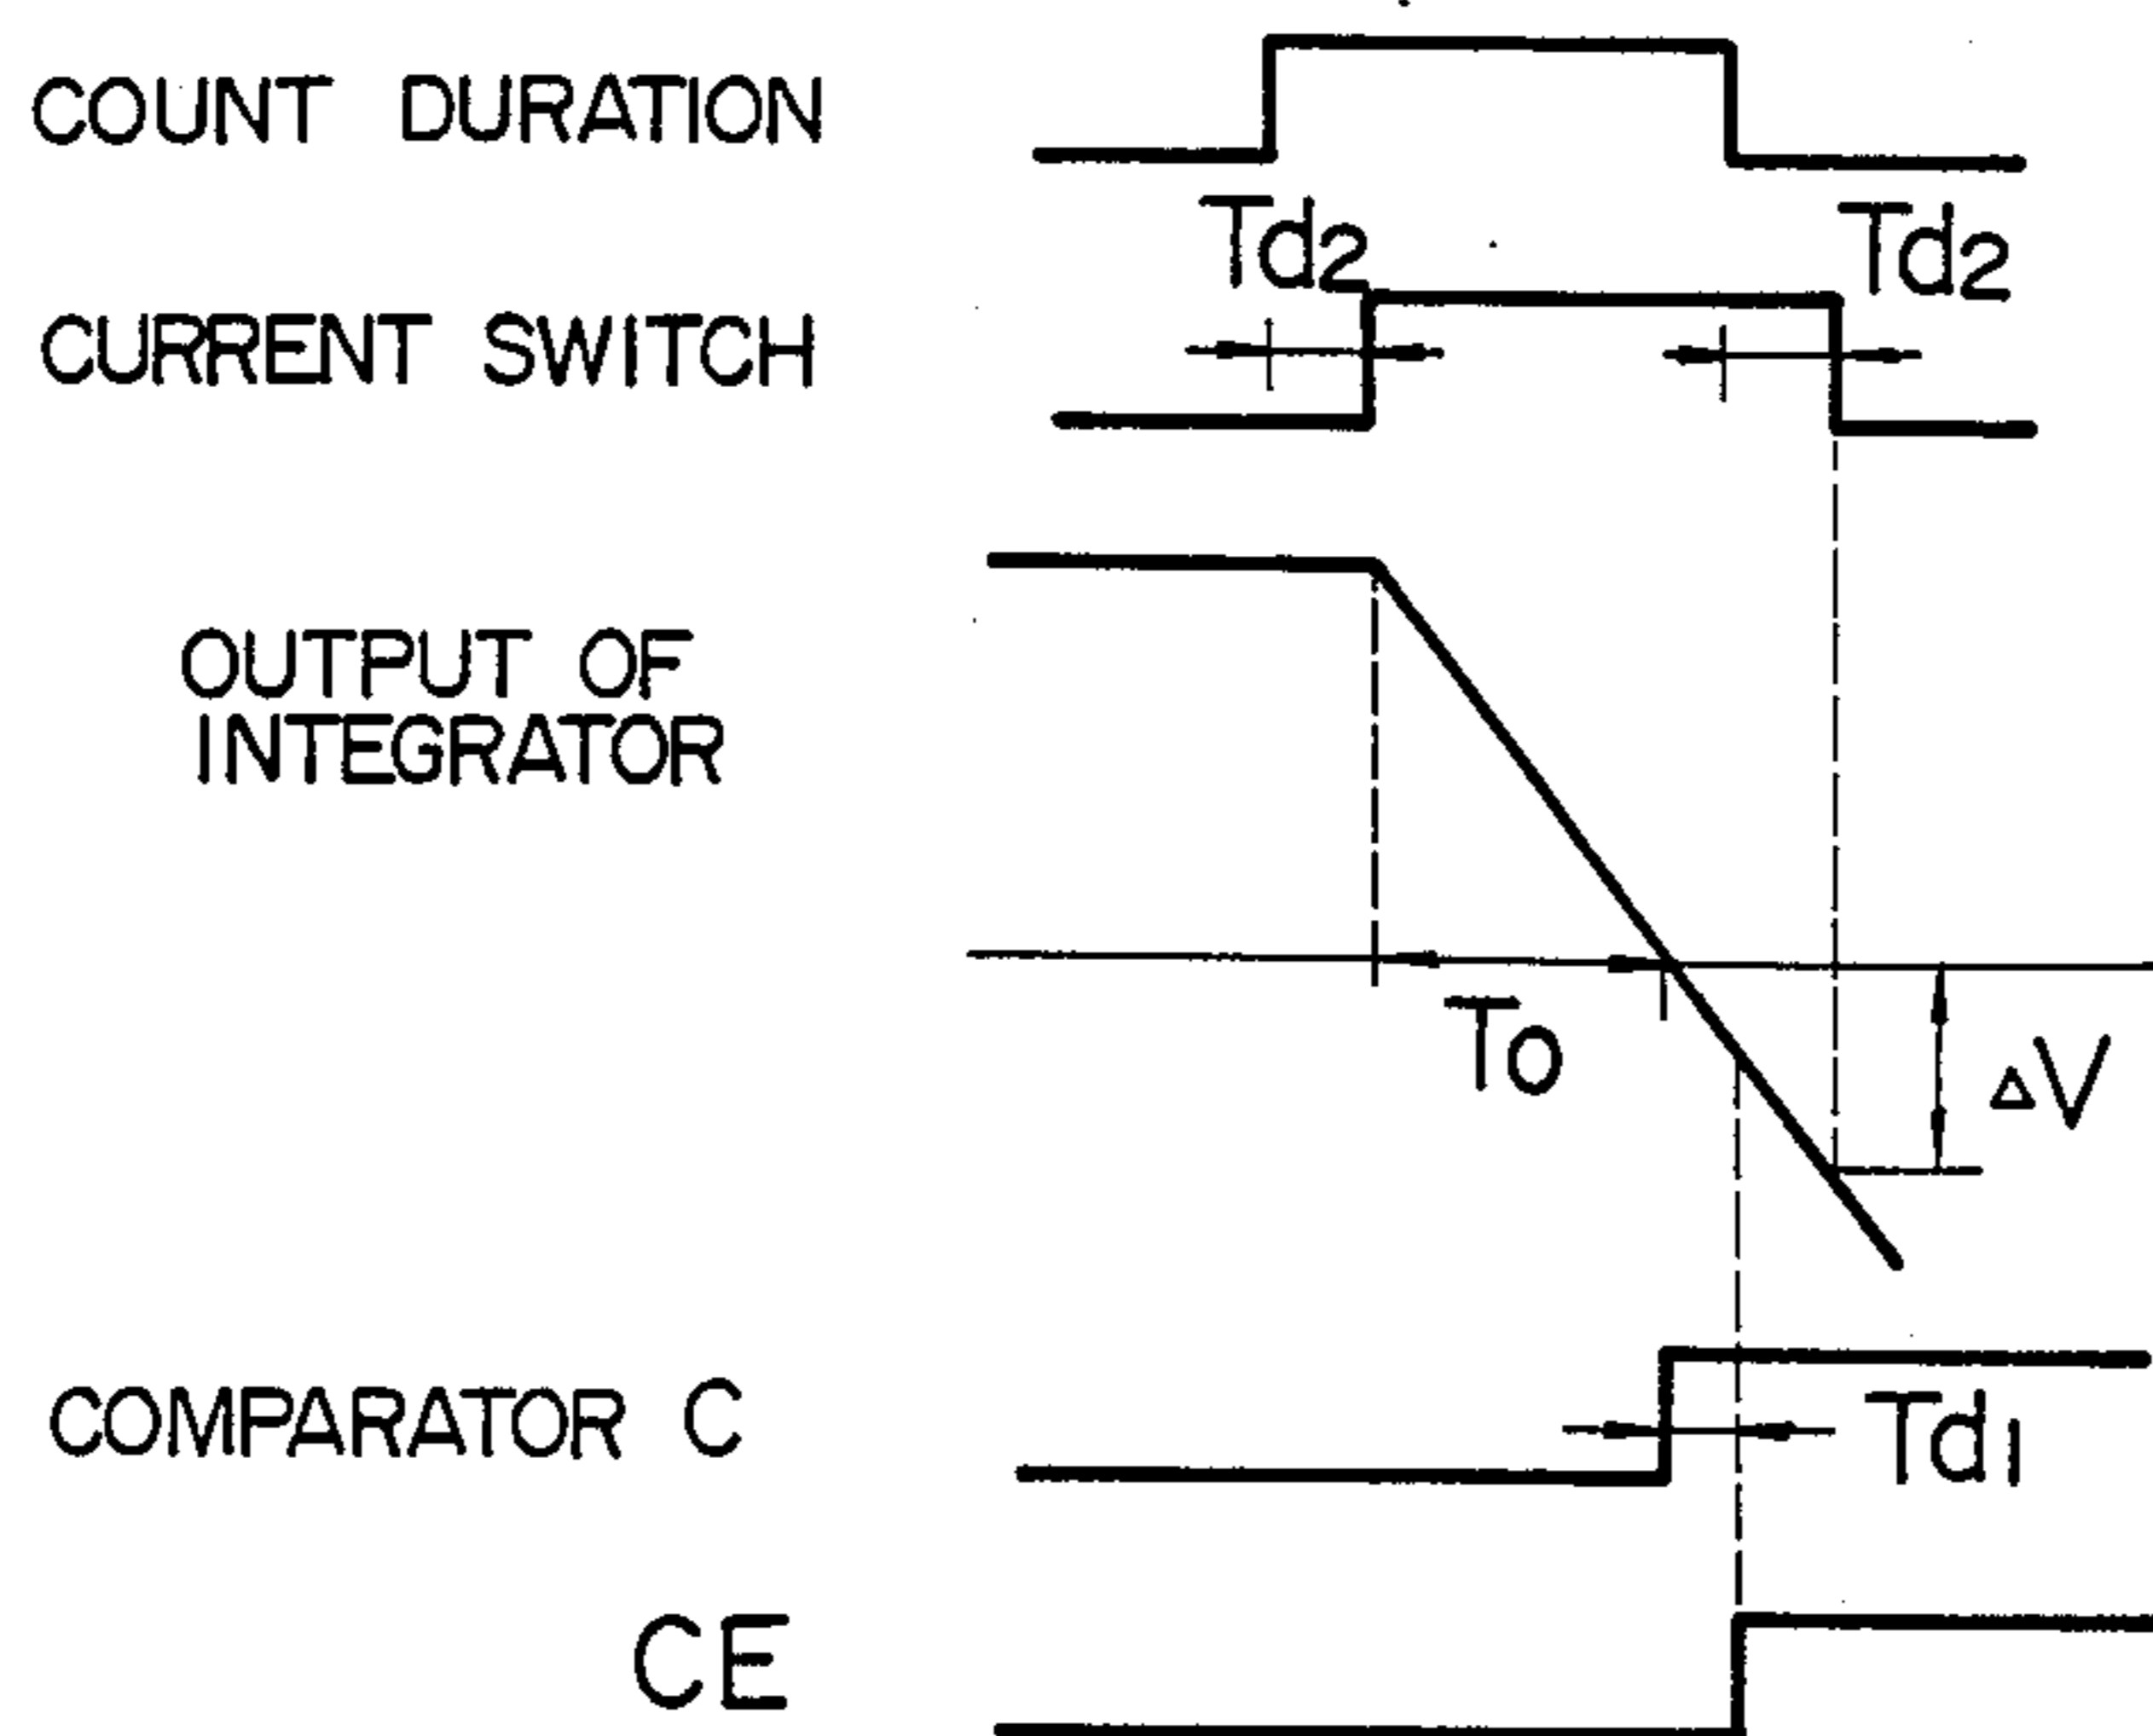 COUNT DURATION
Td2 Td2
CURRENT SWITCH
OUTPUT OF
INTEGRATOR
To
ΔV
COMPARATOR C
Td1
CE